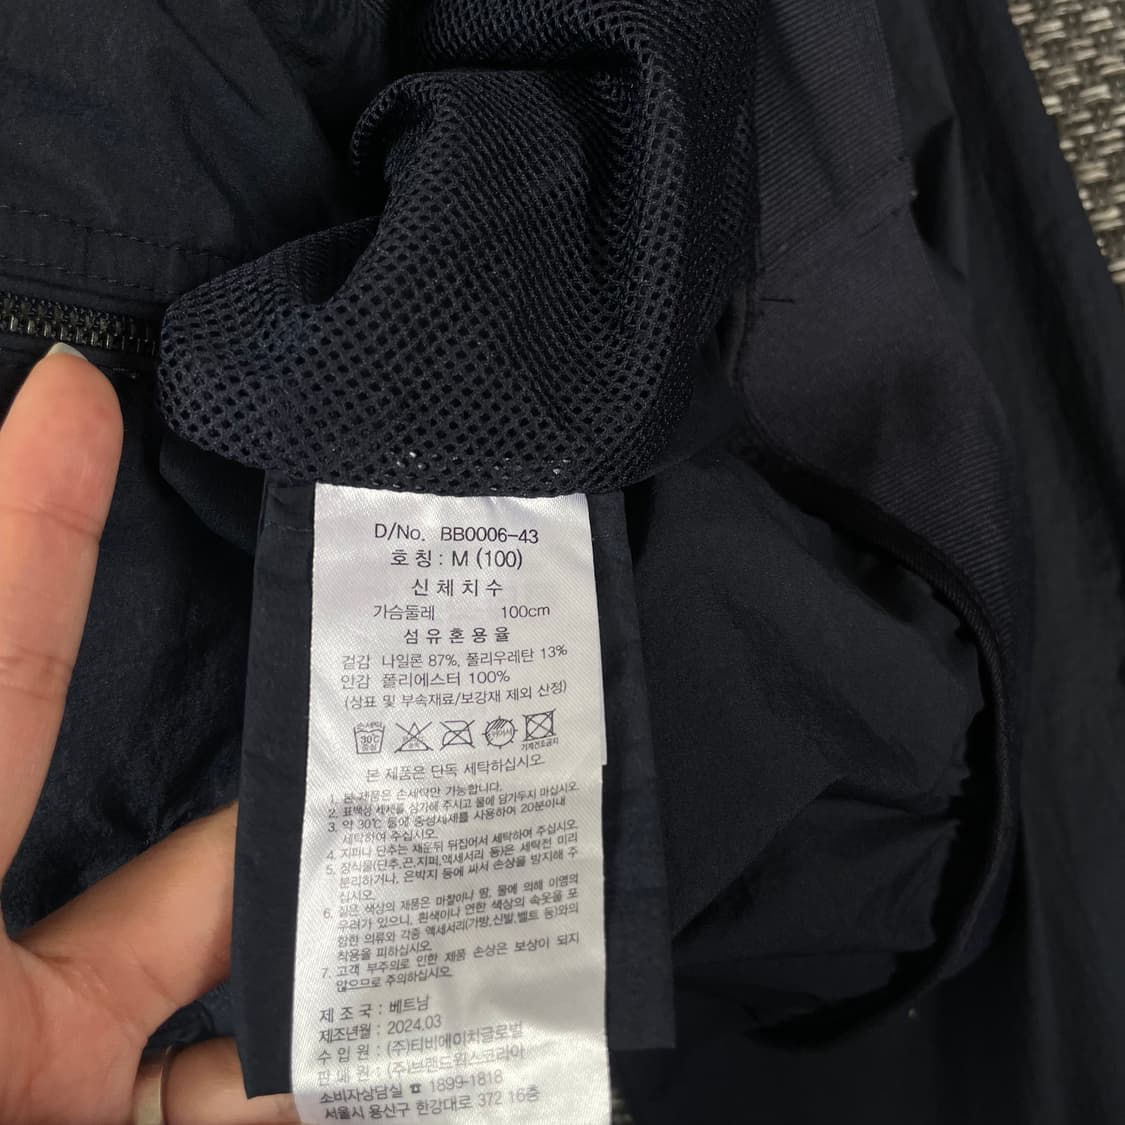 D/No. BB0006-43
호칭 : M (100)
신체치수
가슴둘레 100cm
섬유혼용율
겉감 나일론 87%, 폴리우레탄 13%
안감 폴리에스터 100%
(상표 및 부속재료/보강재 제외 산정)
손세탁
30℃
중성
기계건조금지
본 제품은 단독 세탁하십시오.
1. 본 제품은 손세탁만 가능합니다.
2. 표백성 세제를 삼가해 주시고 물에 담가두지 마십시오.
3. 약 30℃ 물에 중성세제를 사용하여 20분이내
세탁하여 주십시오.
4. 지퍼나 단추는 채운뒤 뒤집어서 세탁하여 주십시오.
5. 장식물(단추,끈,지퍼,액세서리 등)은 세탁전 미리
분리하거나, 은박지 등에 싸서 손상을 방지해 주
십시오.
6. 짙은 색상의 제품은 마찰이나 땀, 물에 의해 이염의
우려가 있으니, 흰색이나 연한 색상의 속옷을 포
함한 의류와 각종 액세서리(가방,신발,벨트 등)와의
착용을 피하십시오.
7. 고객 부주의로 인한 제품 손상은 보상이 되지
않으므로 주의하십시오.
제 조 국 : 베트남
제조년월 : 2024.03
수 입 원 : (주)티비에이치글로벌
판 매 원 : (주)브랜드웍스코리아
소비자상담실 ☎ 1899-1818
서울시 용산구 한강대로 372 16층